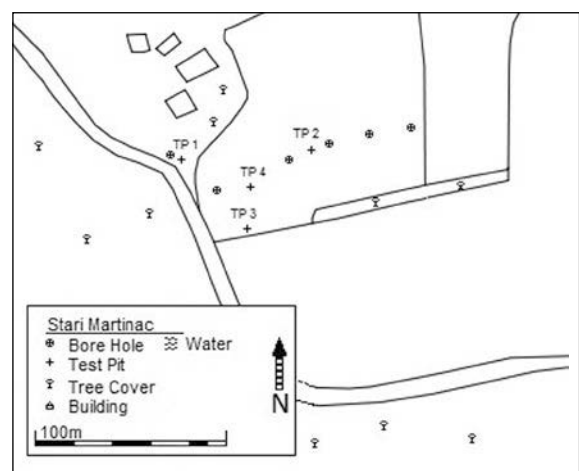 TP 1
TP 2
TP 4
TP 3
Stari Martinac
Bore Hole
Water
Test Pit
Tree Cover
Building
N
100m